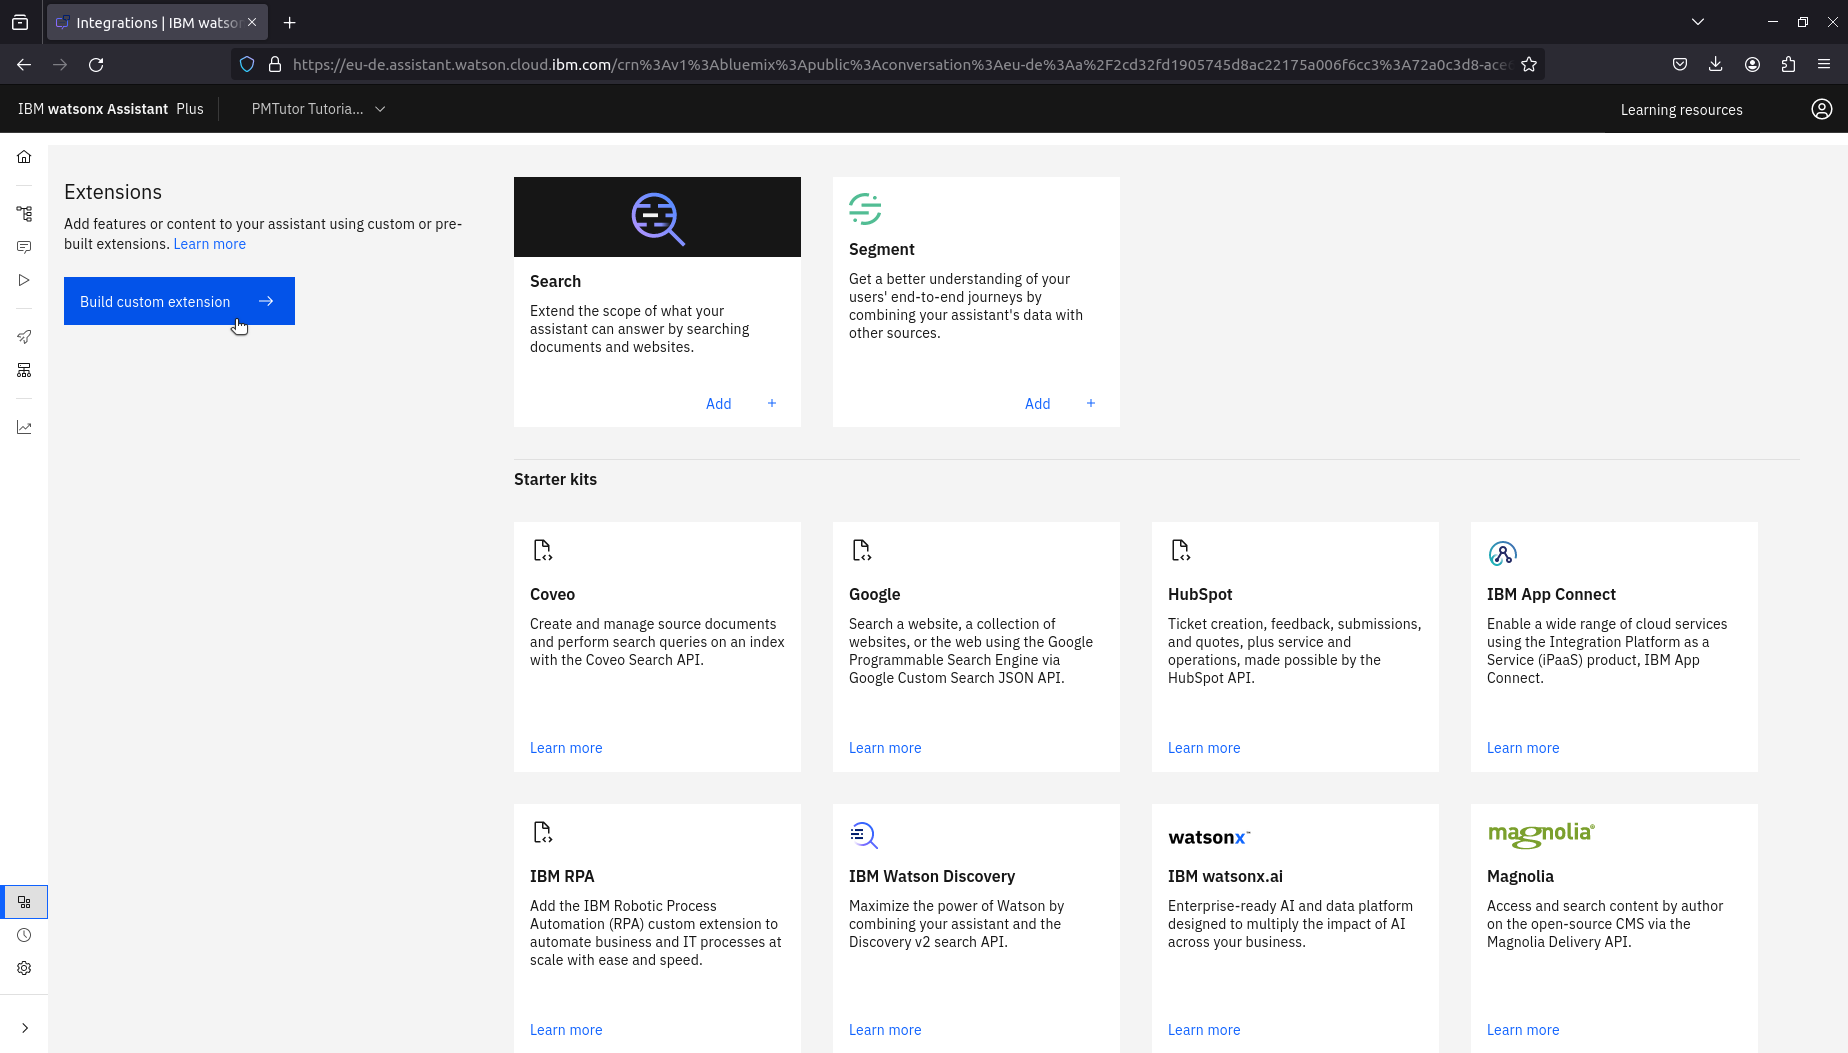 Integrations | IBM watso
https://eu-de.assistant.watson.cloud.ibm.com/crn%3Av1%3Abluemix%3Apublic%3Aconversation%3Aeu-de%3Aa%2F2cd32fd1905745d8ac22175a006f6cc3%3A72a0c3d8-ace
IBM watsonx Assistant Plus
PMTutor Tutoria...
Learning resources
Extensions
Add features or content to your assistant using custom or pre-
built extensions. Learn more
Build custom extension
Search
Extend the scope of what your
assistant can answer by searching
documents and websites.
Add +
Segment
Get a better understanding of your
users' end-to-end journeys by
combining your assistant's data with
other sources.
Add +
Starter kits
Coveo
Create and manage source documents
and perform search queries on an index
with the Coveo Search API.
Learn more
Google
Search a website, a collection of
websites, or the web using the Google
Programmable Search Engine via
Google Custom Search JSON API.
Learn more
HubSpot
Ticket creation, feedback, submissions,
and quotes, plus service and
operations, made possible by the
HubSpot API.
Learn more
IBM App Connect
Enable a wide range of cloud services
using the Integration Platform as a
Service (iPaaS) product, IBM App
Connect.
Learn more
IBM RPA
Add the IBM Robotic Process
Automation (RPA) custom extension to
automate business and IT processes at
scale with ease and speed.
Learn more
IBM Watson Discovery
Maximize the power of Watson by
combining your assistant and the
Discovery v2 search API.
Learn more
watsonx™
IBM watsonx.ai
Enterprise-ready AI and data platform
designed to multiply the impact of AI
across your business.
Learn more
magnolia®
Magnolia
Access and search content by author
on the open-source CMS via the
Magnolia Delivery API.
Learn more